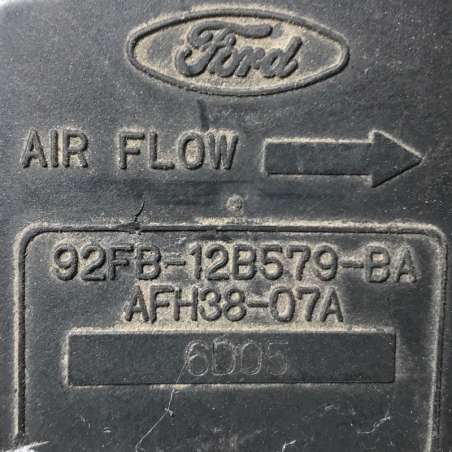 Ford
AIR FLOW
92FB-12B579-BA
AFH38-07A
6D05